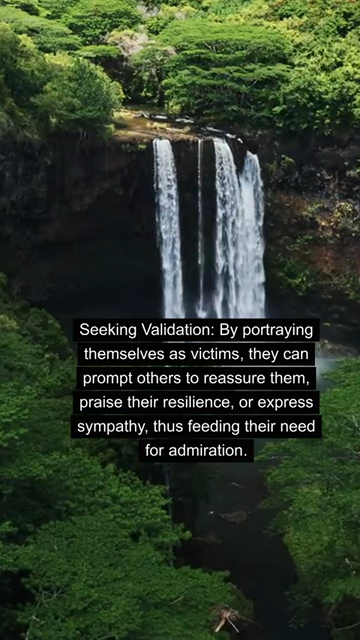 Seeking Validation: By portraying
themselves as victims, they can
prompt others to reassure them,
praise their resilience, or express
sympathy, thus feeding their need
for admiration.